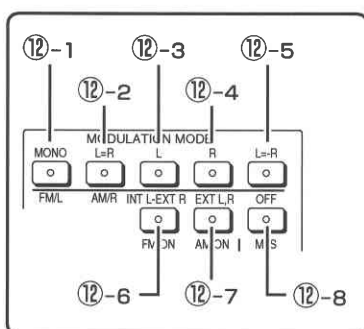 ⑫-1 ⑫-3 ⑫-5
⑫-2 ⑫-4
MODULATION MODE
MONO L=R L R L=-R
FM/L AM/R INT L-EXT R EXT L,R OFF
FM ON AM ON M/S
⑫-6 ⑫-7 ⑫-8